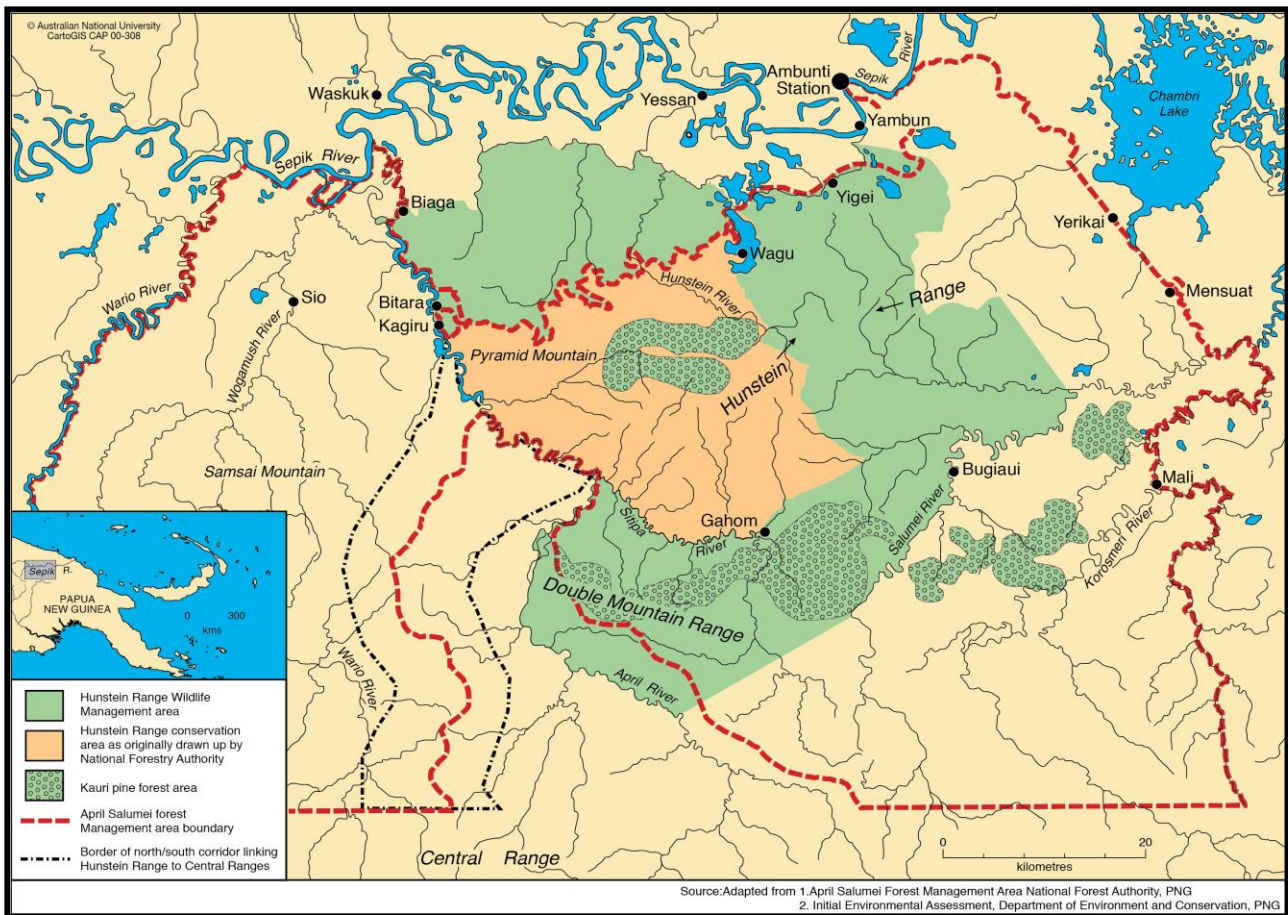 © Australian National University
CartoGIS CAP 00-308
Waskuk
Yessan
Ambunti
Station
Sepik
River
Yambun
Chambri
Lake
Sepik River
Biaga
Yigei
Yerikai
Wagu
Wario River
Sio
Bitara
Kagiru
Hunstein River
Range
Mensuat
Wogamush River
Pyramid Mountain
Hunstein
Samsai Mountain
Bugiaui
Mali
Sitipa
River
Gahom
Salumei River
Korosmeri River
Double Mountain Range
Wario River
April River
Central Range
Sepik R.
PAPUA
NEW GUINEA
0 300
kms
Hunstein Range Wildlife
Management area
Hunstein Range conservation
area as originally drawn up by
National Forestry Authority
Kauri pine forest area
April Salumei forest
Management area boundary
Border of north/south corridor linking
Hunstein Range to Central Ranges
0 20
kilometres
Source:Adapted from 1.April Salumei Forest Management Area National Forest Authority, PNG
2. Initial Environmental Assessment, Department of Environment and Conservation, PNG